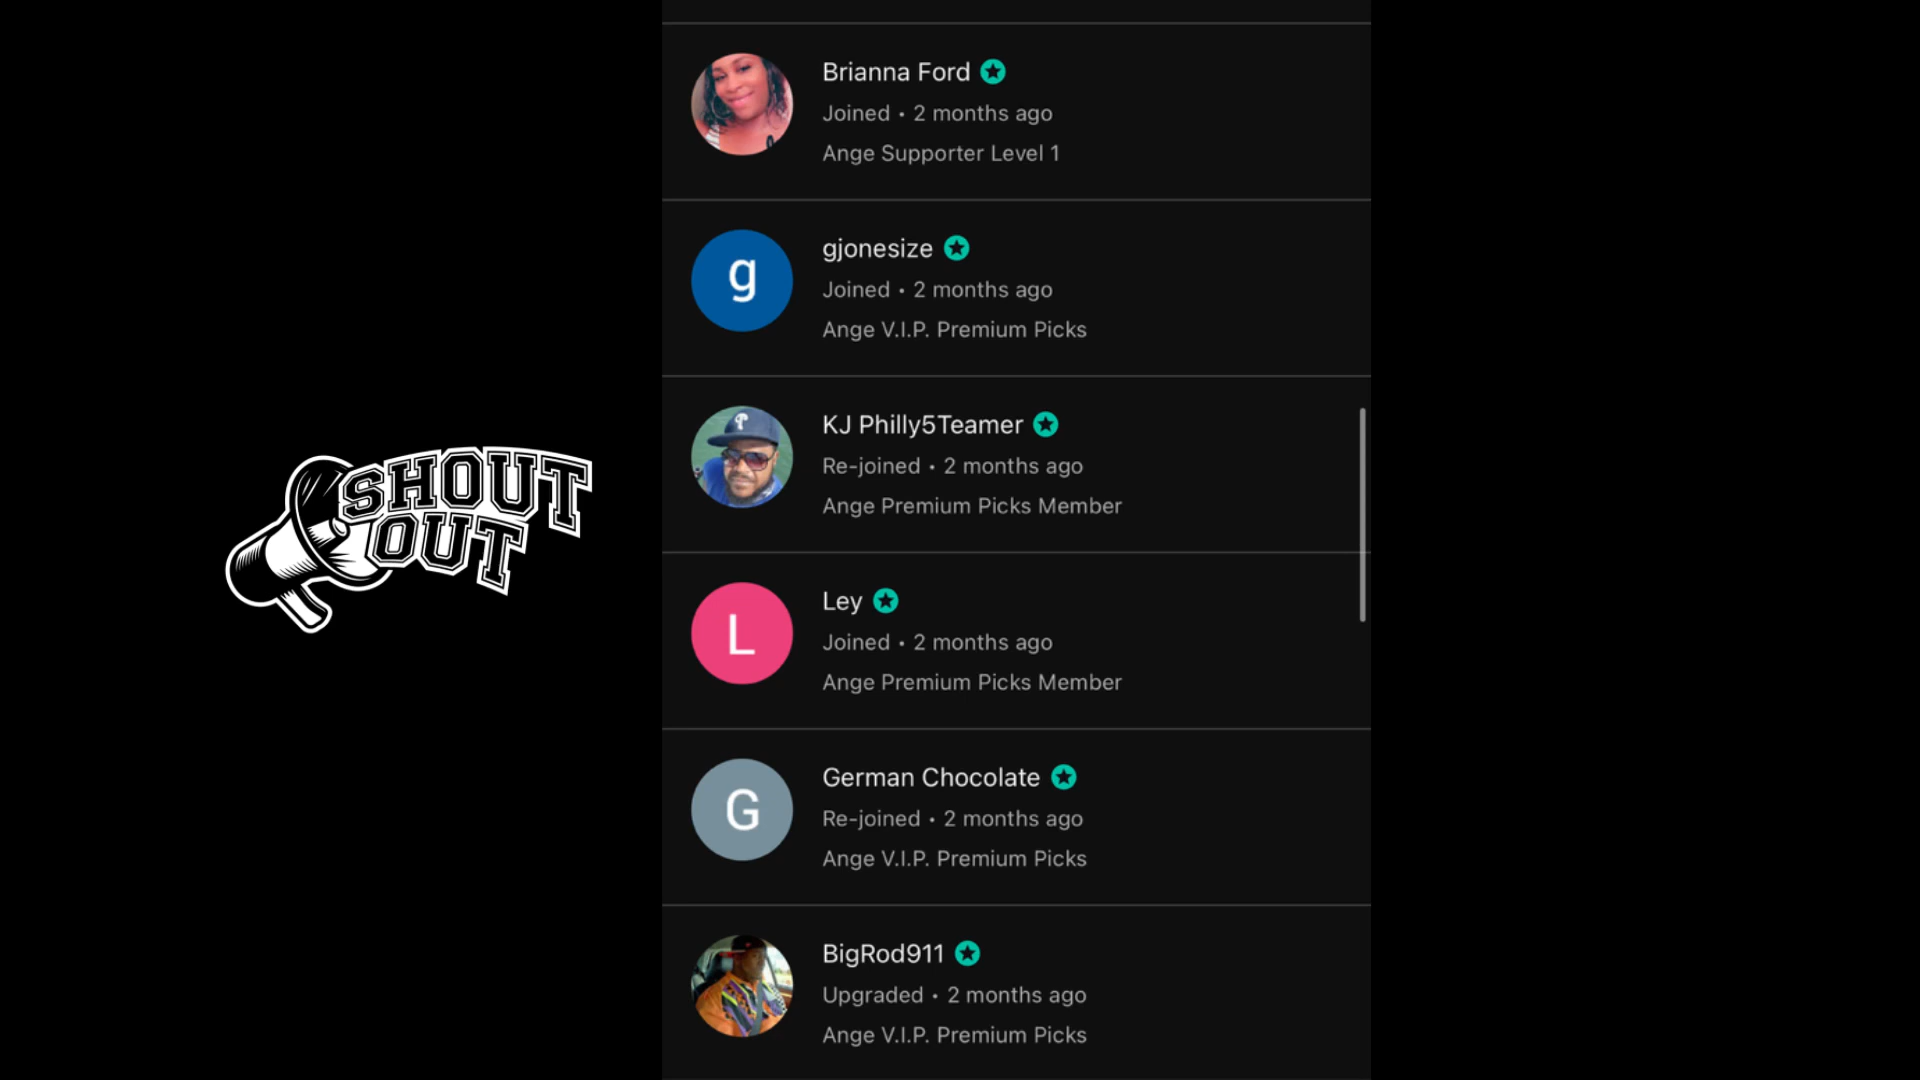 SHOUT
OUT
Brianna Ford
Joined • 2 months ago
Ange Supporter Level 1
g
gjonesize
Joined • 2 months ago
Ange V.I.P. Premium Picks
P
KJ Philly5Teamer
Re-joined • 2 months ago
Ange Premium Picks Member
L
Ley
Joined • 2 months ago
Ange Premium Picks Member
G
German Chocolate
Re-joined • 2 months ago
Ange V.I.P. Premium Picks
BigRod911
Upgraded • 2 months ago
Ange V.I.P. Premium Picks